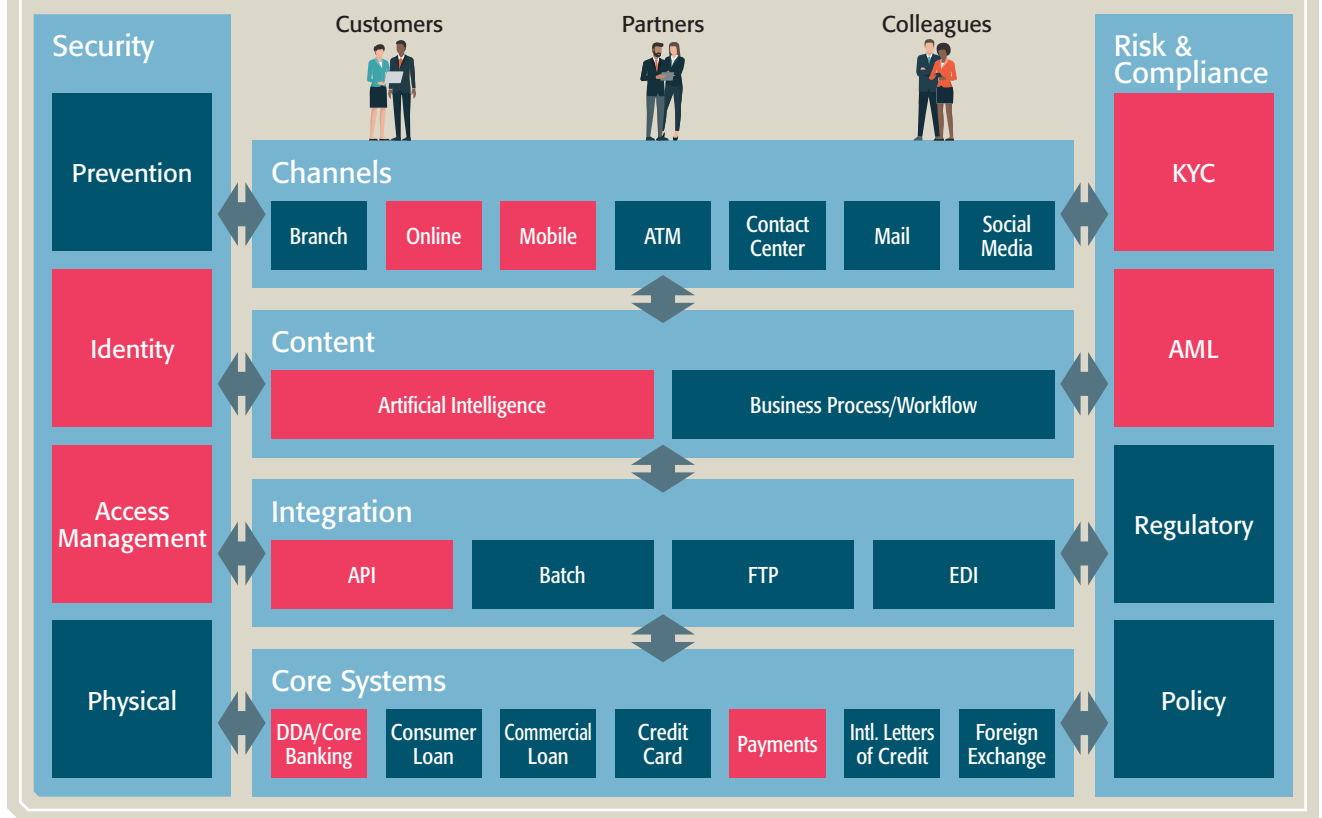 Customers
Partners
Colleagues
Security
Prevention
Identity
Access
Management
Physical
Channels
Branch
Online
Mobile
ATM
Contact
Center
Mail
Social
Media
Content
Artificial Intelligence
Business Process/Workflow
Integration
API
Batch
FTP
EDI
Core Systems
DDA/Core
Banking
Consumer
Loan
Commercial
Loan
Credit
Card
Payments
Intl. Letters
of Credit
Foreign
Exchange
Risk &
Compliance
KYC
AML
Regulatory
Policy